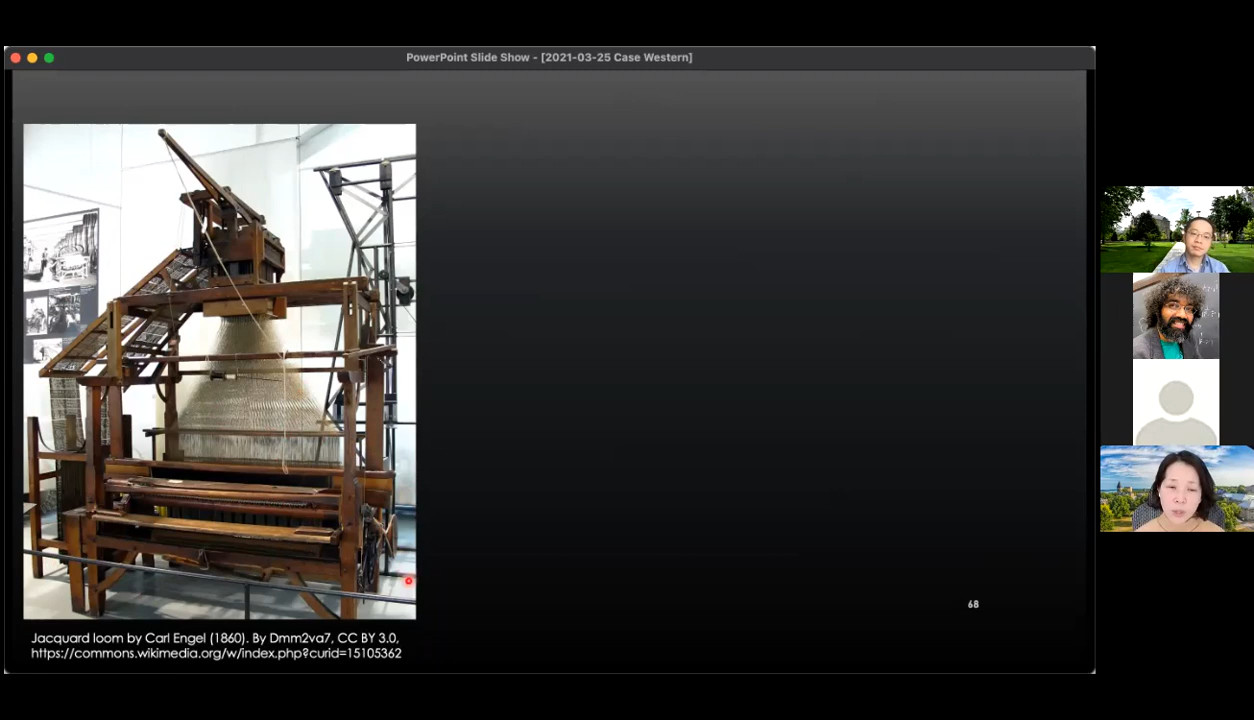 PowerPoint Slide Show - [2021-03-25 Case Western]
68
Jacquard loom by Carl Engel (1860). By Dmm2va7, CC BY 3.0,
https://commons.wikimedia.org/w/index.php?curid=15105362